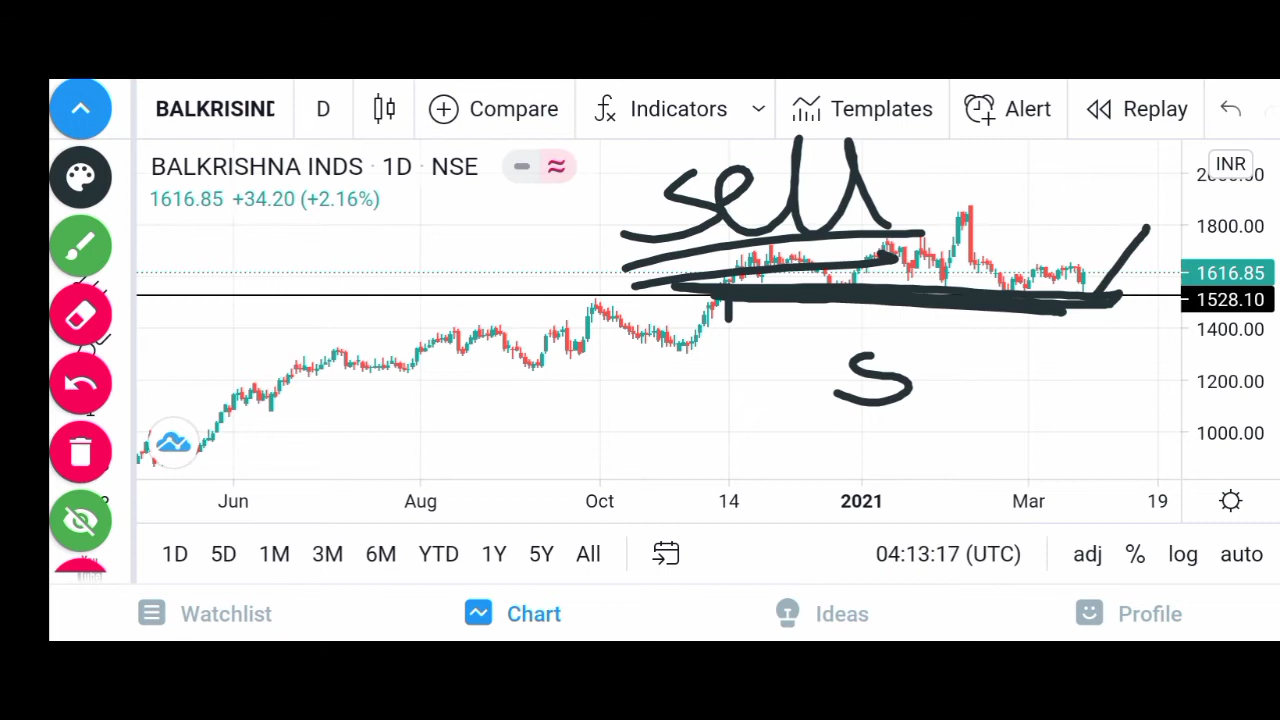 BALKRISIND D Compare Indicators Templates Alert Replay
BALKRISHNA INDS · 1D · NSE
INR
1616.85 +34.20 (+2.16%)
sell
1800.00
1616.85
1528.10
1400.00
1200.00
1000.00
S
Jun Aug Oct 14 2021 Mar 19
1D 5D 1M 3M 6M YTD 1Y 5Y All 04:13:17 (UTC) adj % log auto
Watchlist Chart Ideas Profile